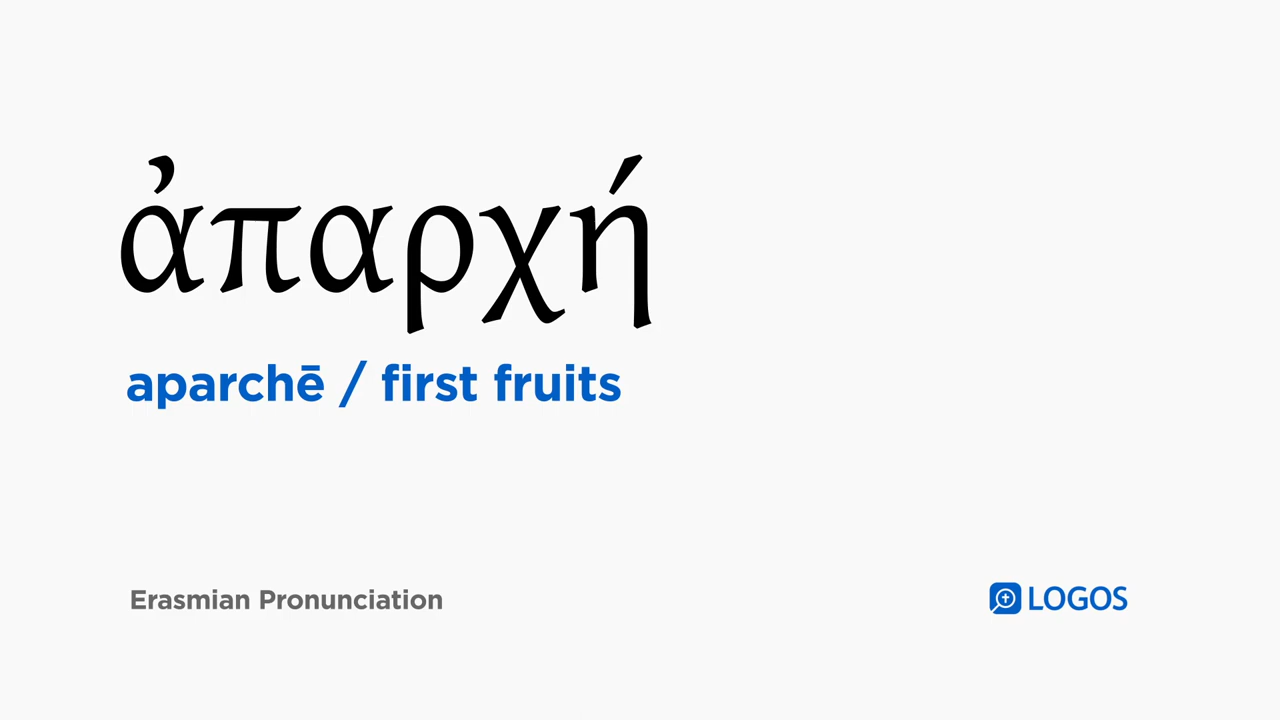 ἀπαρχή
aparchē / first fruits
Erasmian Pronunciation
LOGOS